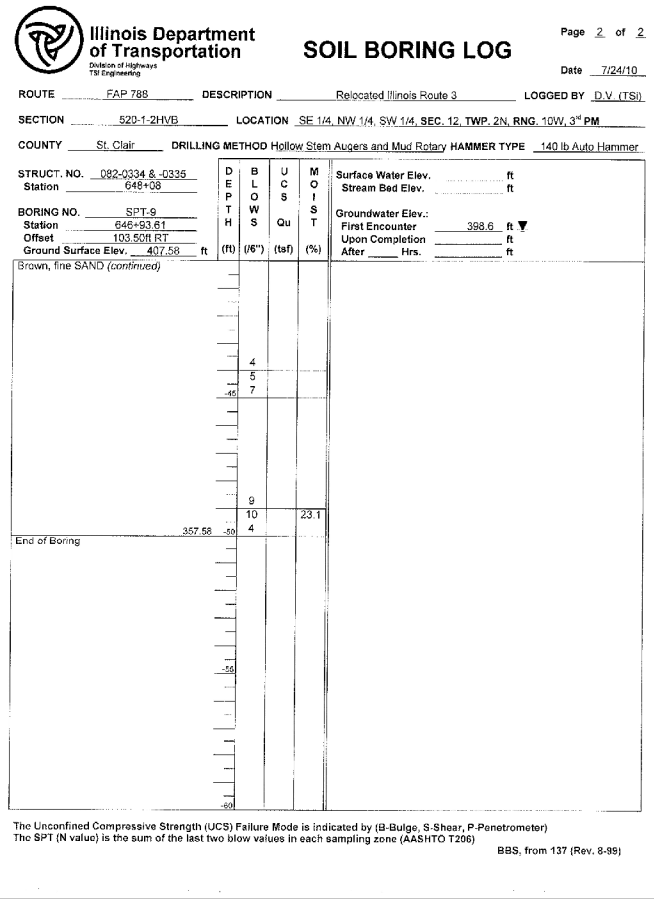 Illinois Department
of Transportation
Division of Highways
TSI Engineering
SOIL BORING LOG
Page 2 of 2
Date 7/24/10
ROUTE FAP 788 DESCRIPTION Relocated Illinois Route 3 LOGGED BY D.V. (TSI)
SECTION 520-1-2HVB LOCATION SE 1/4, NW 1/4, SW 1/4, SEC. 12, TWP. 2N, RNG. 10W, 3rd PM
COUNTY St. Clair DRILLING METHOD Hollow Stem Augers and Mud Rotary HAMMER TYPE 140 lb Auto Hammer
STRUCT. NO. 082-0334 & -0335
Station 648+08
BORING NO. SPT-9
Station 646+93.61
Offset 103.50ft RT
Ground Surface Elev. 407.58 ft
DEPTH (ft)
BLOWS (/6")
UCS Qu (tsf)
MOIST (%)
Surface Water Elev. ft
Stream Bed Elev. ft
Groundwater Elev.:
First Encounter 398.6 ft ▼
Upon Completion ft
After Hrs. ft
Brown, fine SAND (continued)
4
5
-45 7
9
10 23.1
357.58 -50 4
End of Boring
-55
-60
The Unconfined Compressive Strength (UCS) Failure Mode is indicated by (B-Bulge, S-Shear, P-Penetrometer)
The SPT (N value) is the sum of the last two blow values in each sampling zone (AASHTO T206)
BBS, from 137 (Rev. 8-99)